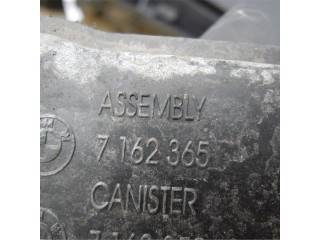 ASSEMBLY
7 162 365
CANISTER